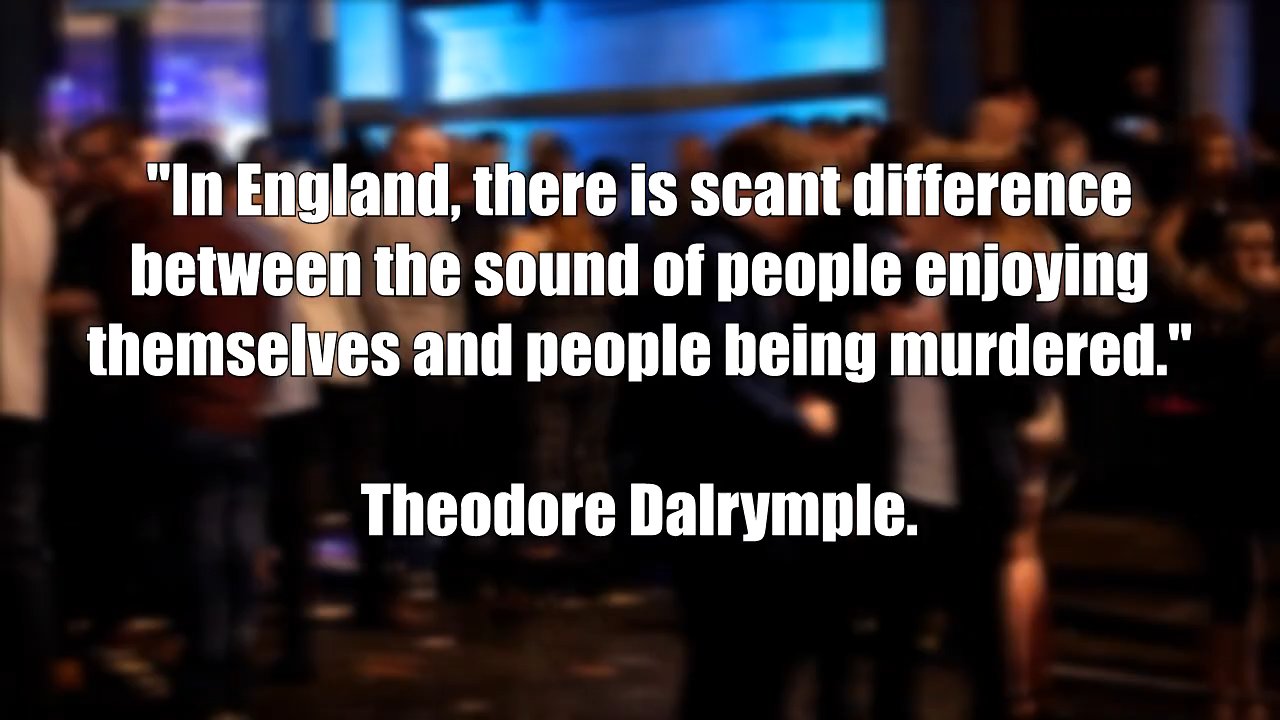 "In England, there is scant difference
between the sound of people enjoying
themselves and people being murdered."
Theodore Dalrymple.